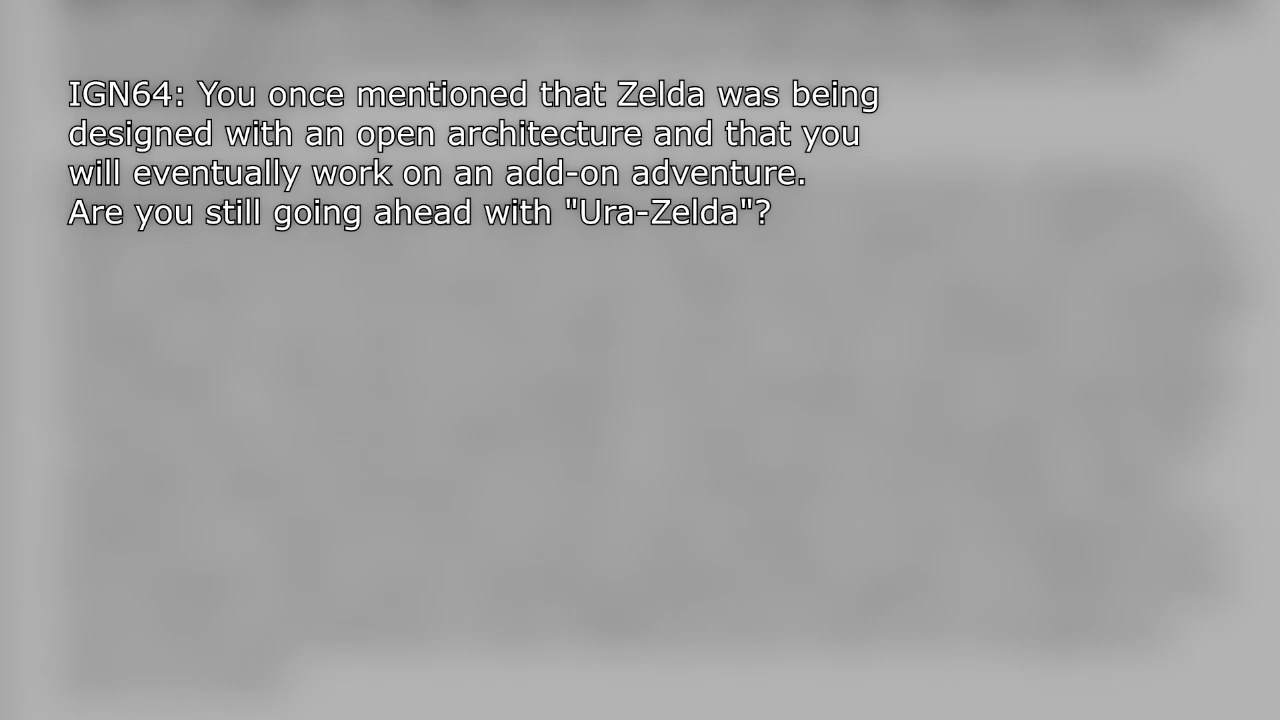 IGN64: You once mentioned that Zelda was being
designed with an open architecture and that you
will eventually work on an add-on adventure.
Are you still going ahead with "Ura-Zelda"?